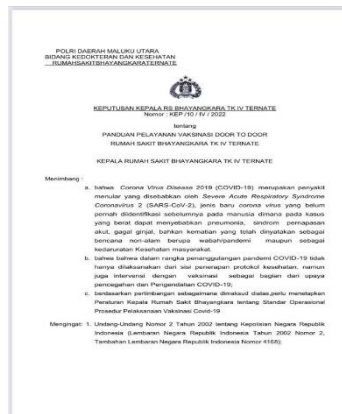 POLRI DAERAH MALUKU UTARA
BIDANG KEDOKTERAN DAN KESEHATAN
RUMAHSAKITBHAYANGKARATERNATE
KEPUTUSAN KEPALA RS BHAYANGKARA TK IV TERNATE
Nomor : KEP /10 / IV / 2022
tentang
PANDUAN PELAYANAN VAKSINASI DOOR TO DOOR
RUMAH SAKIT BHAYANGKARA TK IV TERNATE
KEPALA RUMAH SAKIT BHAYANGKARA TK IV TERNATE
Menimbang :
a. bahwa Corona Virus Disease 2019 (COVID-19) merupakan penyakit
menular yang disebabkan oleh Severe Acute Respiratory Syndrome
Coronavirus 2 (SARS-CoV-2), jenis baru corona virus yang belum
pernah diidentifikasi sebelumnya pada manusia dimana pada kasus
yang berat dapat menyebabkan pneumonia, sindrom pernapasan
akut, gagal ginjal, bahkan kematian yang telah dinyatakan sebagai
bencana non-alam berupa wabah/pandemi maupun sebagai
kedaruratan Kesehatan masyarakat.
b. bahwa bahwa dalam rangka penanggulangan pandemi COVID-19 tidak
hanya dilaksanakan dari sisi penerapan protokol kesehatan, namun
juga intervensi dengan vaksinasi sebagai bagian dari upaya
pencegahan dan Pengendalian COVID-19;
c. berdasarkan pertimbangan sebagaimana dimaksud diatas,perlu menetapkan
Peraturan Kepala Rumah Sakit Bhayangkara tentang Standar Operasional
Prosedur Pelaksanaan Vaksinasi Covid-19
Mengingat: 1. Undang-Undang Nomor 2 Tahun 2002 tentang Kepolisian Negara Republik
Indonesia (Lembaran Negara Republik Indonesia Tahun 2002 Nomor 2,
Tambahan Lembaran Negara Republik Indonesia Nomor 4168);